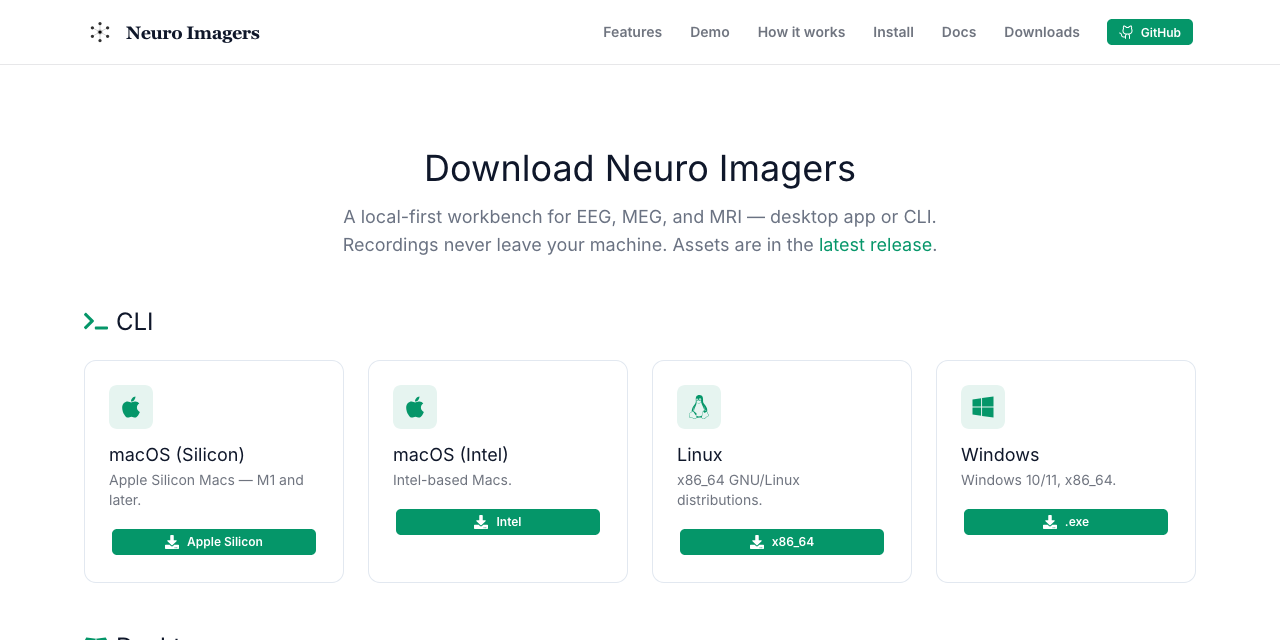 Neuro Imagers
Features
Demo
How it works
Install
Docs
Downloads
GitHub
Download Neuro Imagers
A local-first workbench for EEG, MEG, and MRI — desktop app or CLI.
Recordings never leave your machine. Assets are in the latest release.
CLI
macOS (Silicon)
Apple Silicon Macs — M1 and
later.
Apple Silicon
macOS (Intel)
Intel-based Macs.
Intel
Linux
x86_64 GNU/Linux
distributions.
x86_64
Windows
Windows 10/11, x86_64.
.exe